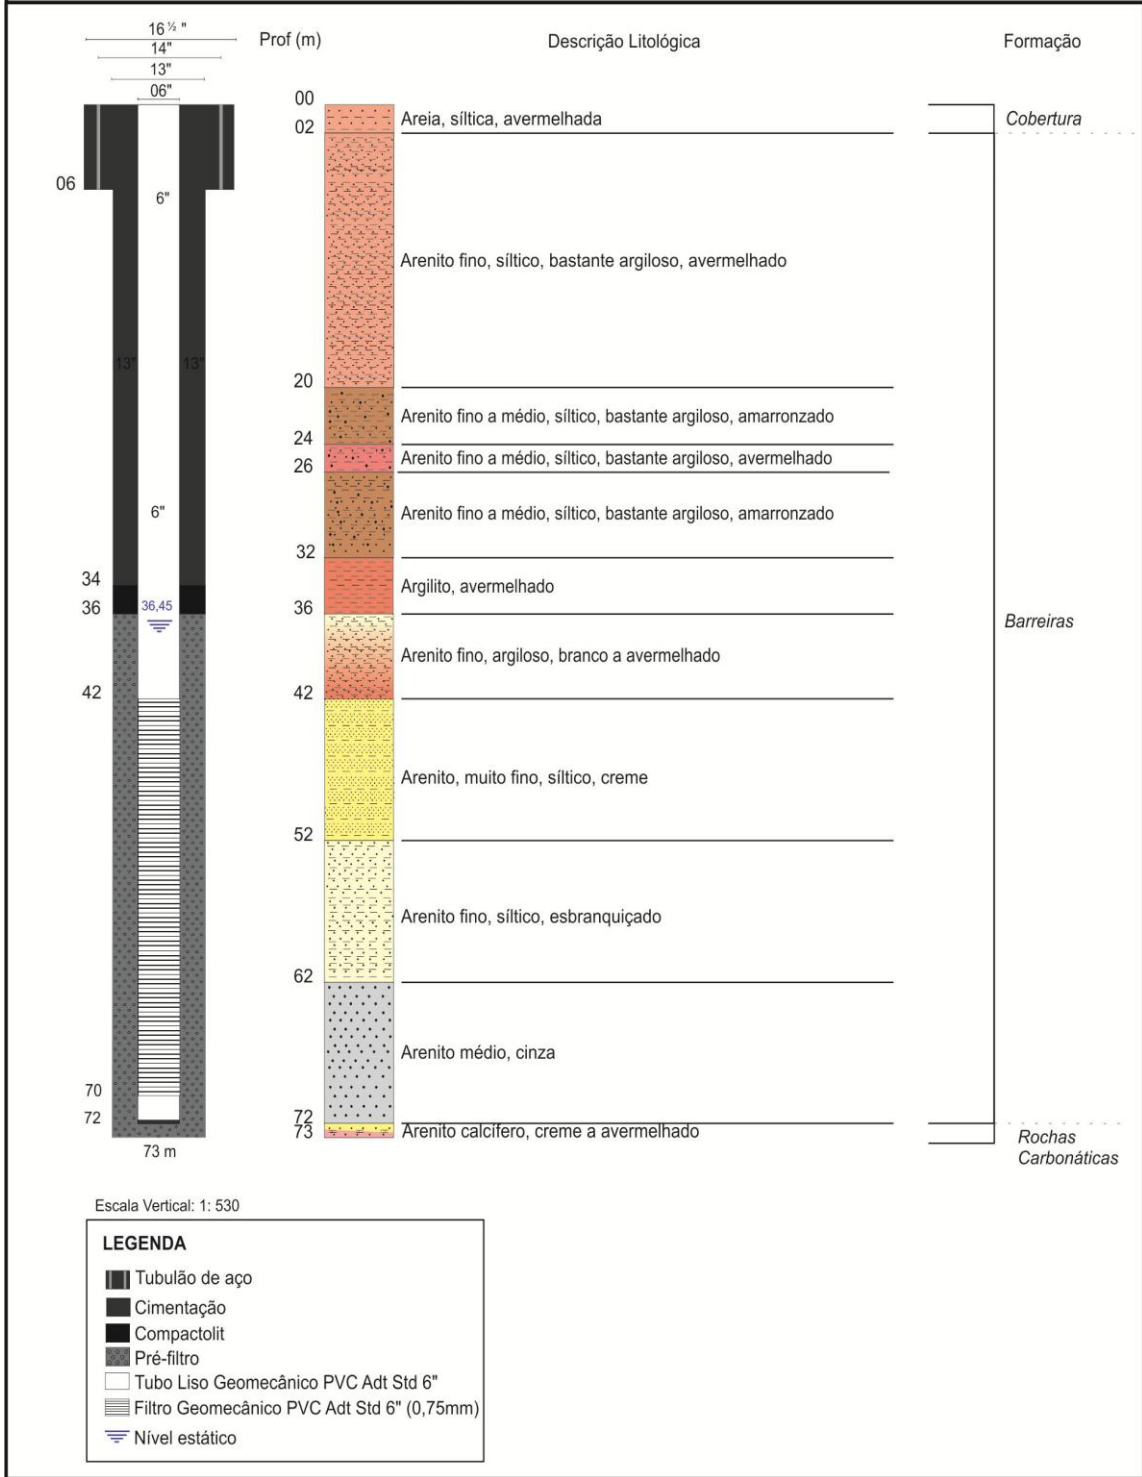 16 ½ "
14"
13"
06"
Prof (m)
Descrição Litológica
Formação
00
Areia, síltica, avermelhada
Cobertura
02
06
6"
Arenito fino, síltico, bastante argiloso, avermelhado
13"
13"
20
Arenito fino a médio, síltico, bastante argiloso, amarronzado
24
Arenito fino a médio, síltico, bastante argiloso, avermelhado
26
6"
Arenito fino a médio, síltico, bastante argiloso, amarronzado
32
34
Argilito, avermelhado
36
36,45
36
Barreiras
Arenito fino, argiloso, branco a avermelhado
42
42
Arenito, muito fino, síltico, creme
52
Arenito fino, síltico, esbranquiçado
62
Arenito médio, cinza
70
72
72
73
Arenito calcífero, creme a avermelhado
Rochas
Carbonáticas
73 m
Escala Vertical: 1: 530
LEGENDA
Tubulão de aço
Cimentação
Compactolit
Pré-filtro
Tubo Liso Geomecânico PVC Adt Std 6"
Filtro Geomecânico PVC Adt Std 6" (0,75mm)
Nível estático